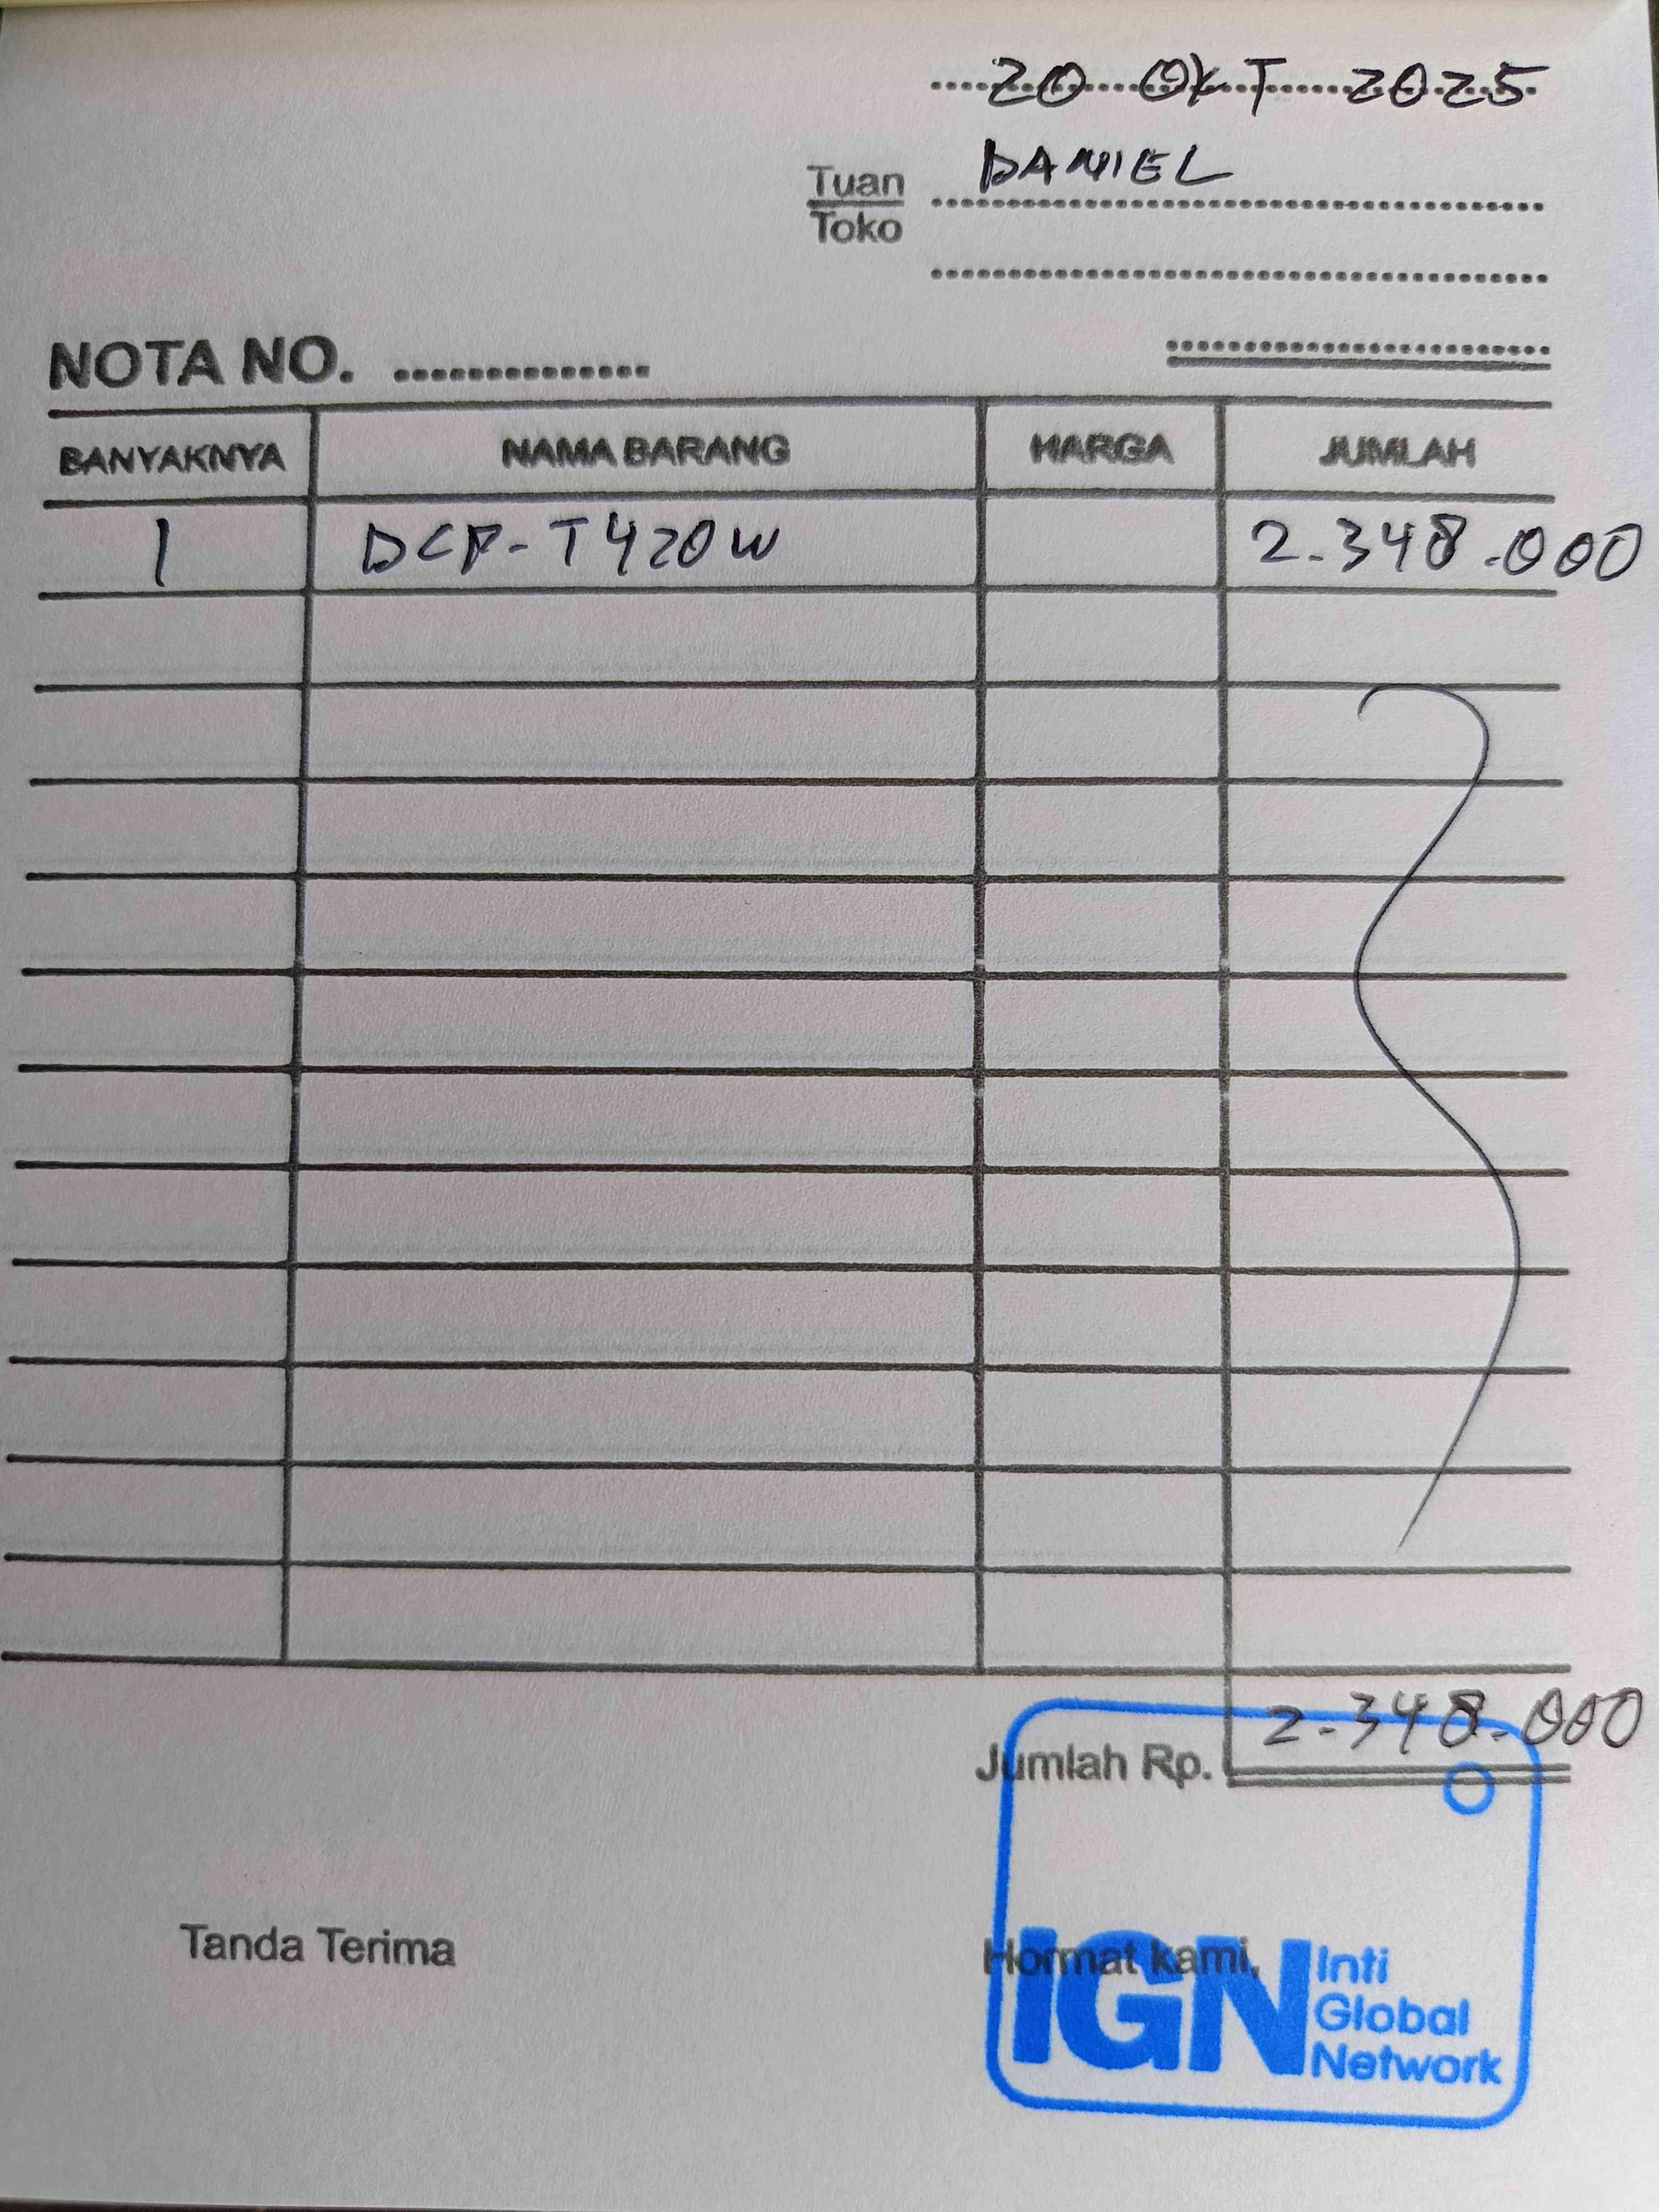 20 OKT 2025
Tuan DANIEL
Toko
NOTA NO.
BANYAKNYA NAMA BARANG HARGA JUMLAH
1 DCP-T420W 2.348.000
Jumlah Rp. 2.348.000
Tanda Terima Hormat kami,
IGN Inti
Global
Network